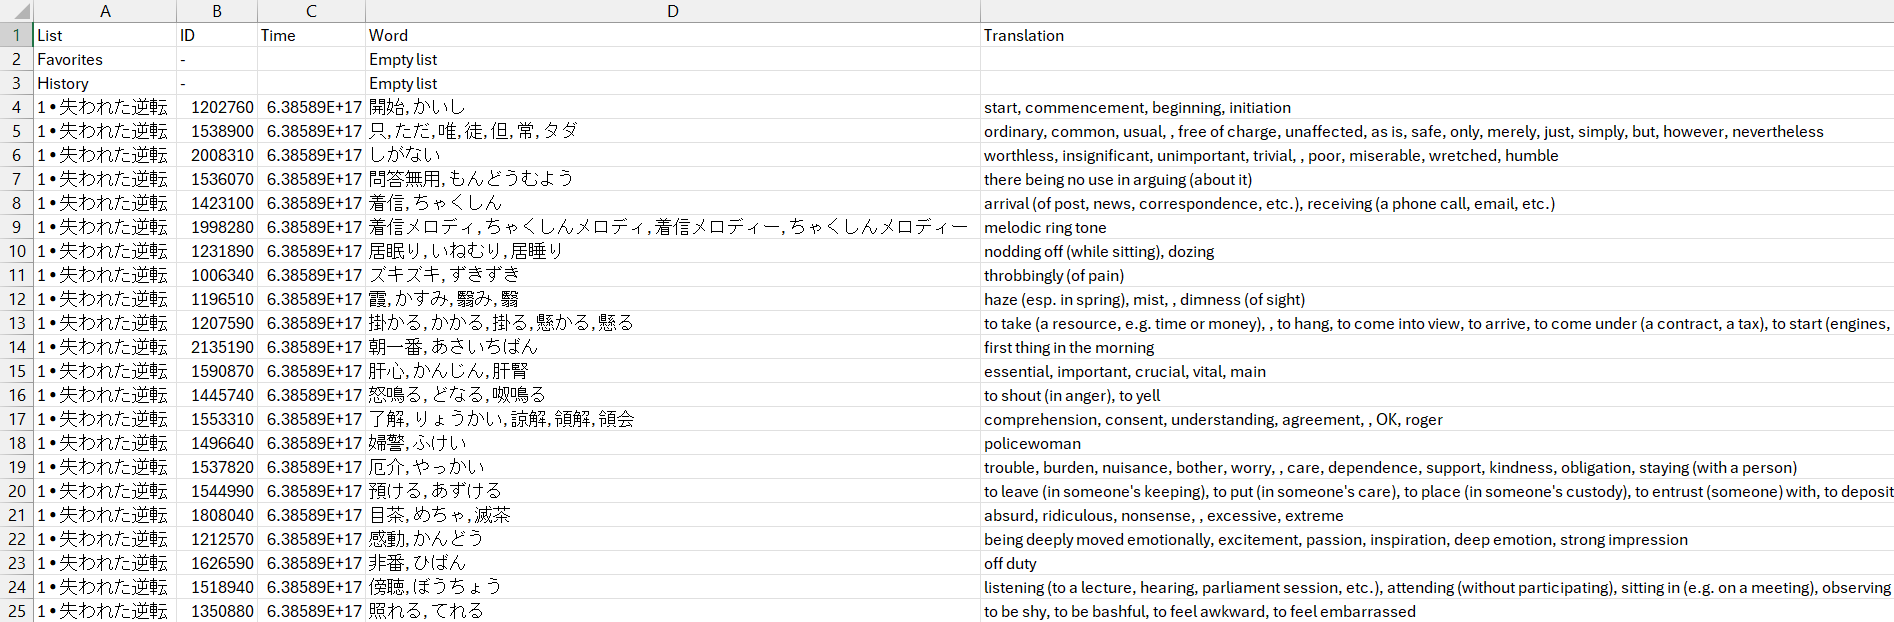 A B C D
1 List ID Time Word Translation
2 Favorites - Empty list
3 History - Empty list
4 1•失われた逆転 1202760 6.38589E+17 開始,かいし start, commencement, beginning, initiation
5 1•失われた逆転 1538900 6.38589E+17 只,ただ,唯,徒,但,常,タダ ordinary, common, usual, , free of charge, unaffected, as is, safe, only, merely, just, simply, but, however, nevertheless
6 1•失われた逆転 2008310 6.38589E+17 しがない worthless, insignificant, unimportant, trivial, , poor, miserable, wretched, humble
7 1•失われた逆転 1536070 6.38589E+17 問答無用,もんどうむよう there being no use in arguing (about it)
8 1•失われた逆転 1423100 6.38589E+17 着信,ちゃくしん arrival (of post, news, correspondence, etc.), receiving (a phone call, email, etc.)
9 1•失われた逆転 1998280 6.38589E+17 着信メロディ,ちゃくしんメロディ,着信メロディー,ちゃくしんメロディー melodic ring tone
10 1•失われた逆転 1231890 6.38589E+17 居眠り,いねむり,居睡り nodding off (while sitting), dozing
11 1•失われた逆転 1006340 6.38589E+17 ズキズキ,ずきずき throbbingly (of pain)
12 1•失われた逆転 1196510 6.38589E+17 霞,かすみ,翳み,翳 haze (esp. in spring), mist, , dimness (of sight)
13 1•失われた逆転 1207590 6.38589E+17 掛かる,かかる,掛る,懸かる,懸る to take (a resource, e.g. time or money), , to hang, to come into view, to arrive, to come under (a contract, a tax), to start (engines,
14 1•失われた逆転 2135190 6.38589E+17 朝一番,あさいちばん first thing in the morning
15 1•失われた逆転 1590870 6.38589E+17 肝心,かんじん,肝腎 essential, important, crucial, vital, main
16 1•失われた逆転 1445740 6.38589E+17 怒鳴る,どなる,呶鳴る to shout (in anger), to yell
17 1•失われた逆転 1553310 6.38589E+17 了解,りょうかい,諒解,領解,領会 comprehension, consent, understanding, agreement, , OK, roger
18 1•失われた逆転 1496640 6.38589E+17 婦警,ふけい policewoman
19 1•失われた逆転 1537820 6.38589E+17 厄介,やっかい trouble, burden, nuisance, bother, worry, , care, dependence, support, kindness, obligation, staying (with a person)
20 1•失われた逆転 1544990 6.38589E+17 預ける,あずける to leave (in someone's keeping), to put (in someone's care), to place (in someone's custody), to entrust (someone) with, to deposit
21 1•失われた逆転 1808040 6.38589E+17 目茶,めちゃ,滅茶 absurd, ridiculous, nonsense, , excessive, extreme
22 1•失われた逆転 1212570 6.38589E+17 感動,かんどう being deeply moved emotionally, excitement, passion, inspiration, deep emotion, strong impression
23 1•失われた逆転 1626590 6.38589E+17 非番,ひばん off duty
24 1•失われた逆転 1518940 6.38589E+17 傍聴,ぼうちょう listening (to a lecture, hearing, parliament session, etc.), attending (without participating), sitting in (e.g. on a meeting), observing
25 1•失われた逆転 1350880 6.38589E+17 照れる,てれる to be shy, to be bashful, to feel awkward, to feel embarrassed